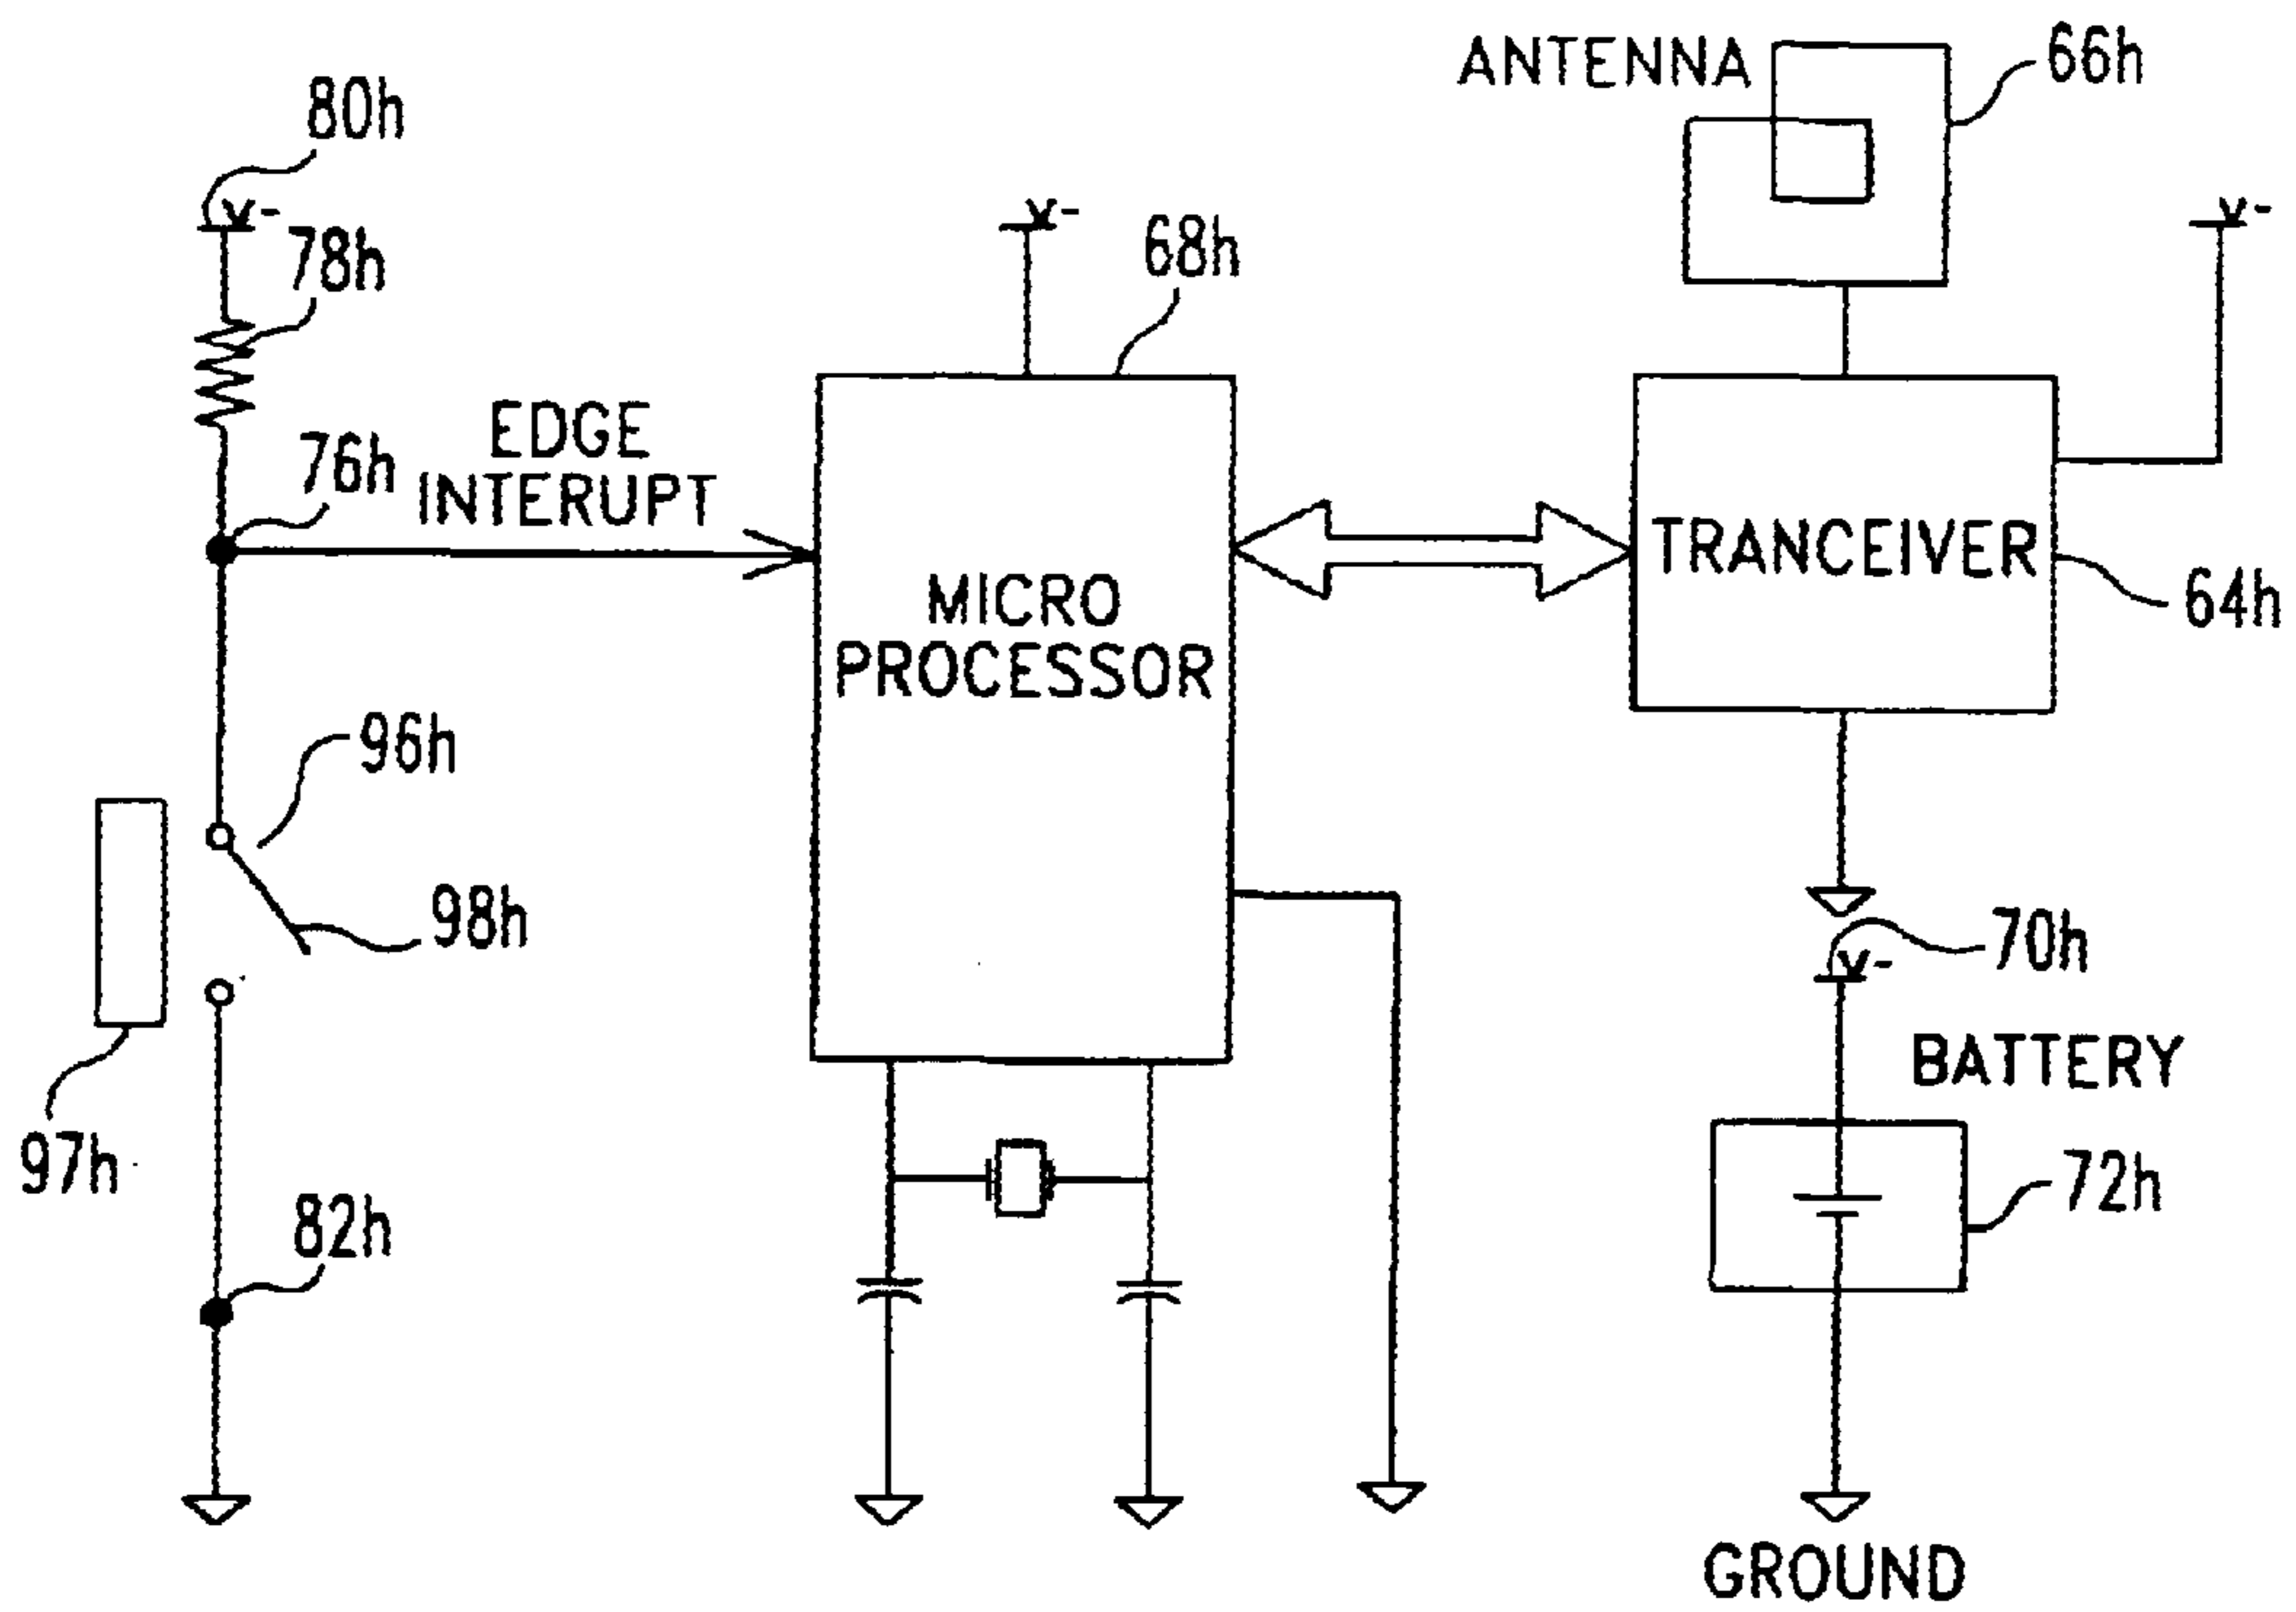 ANTENNA
66h
80h
V-
V-
V-
78h
68h
EDGE
INTERUPT
76h
TRANCEIVER
64h
MICRO
PROCESSOR
96h
98h
70h
V-
BATTERY
97h
72h
82h
GROUND